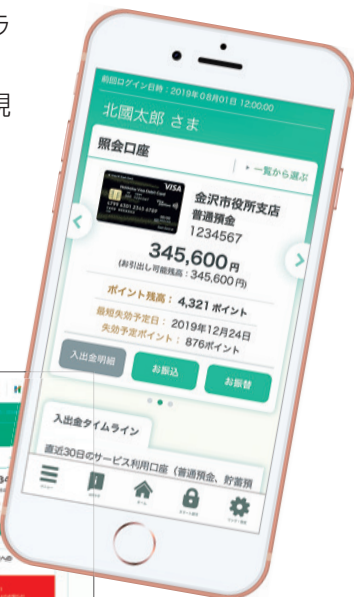 ラ
現
前回ログイン日時：2019年08月01日 12:00:00
北國太郎 さま
照会口座
一覧から選ぶ
VISA
金沢市役所支店
普通預金
1234567
345,600 円
(お引出し可能残高：345,600円)
ポイント残高： 4,321 ポイント
最短失効予定日： 2019年12月24日
失効予定ポイント： 876ポイント
入出金明細
お振込
お振替
入出金タイムライン
直近30日のサービス利用口座（普通預金、貯蓄預
ホーム